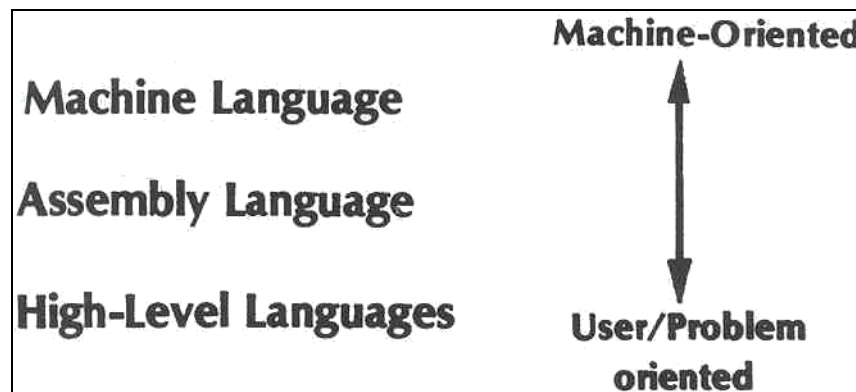 Machine-Oriented
Machine Language
Assembly Language
High-Level Languages
User/Problem
oriented